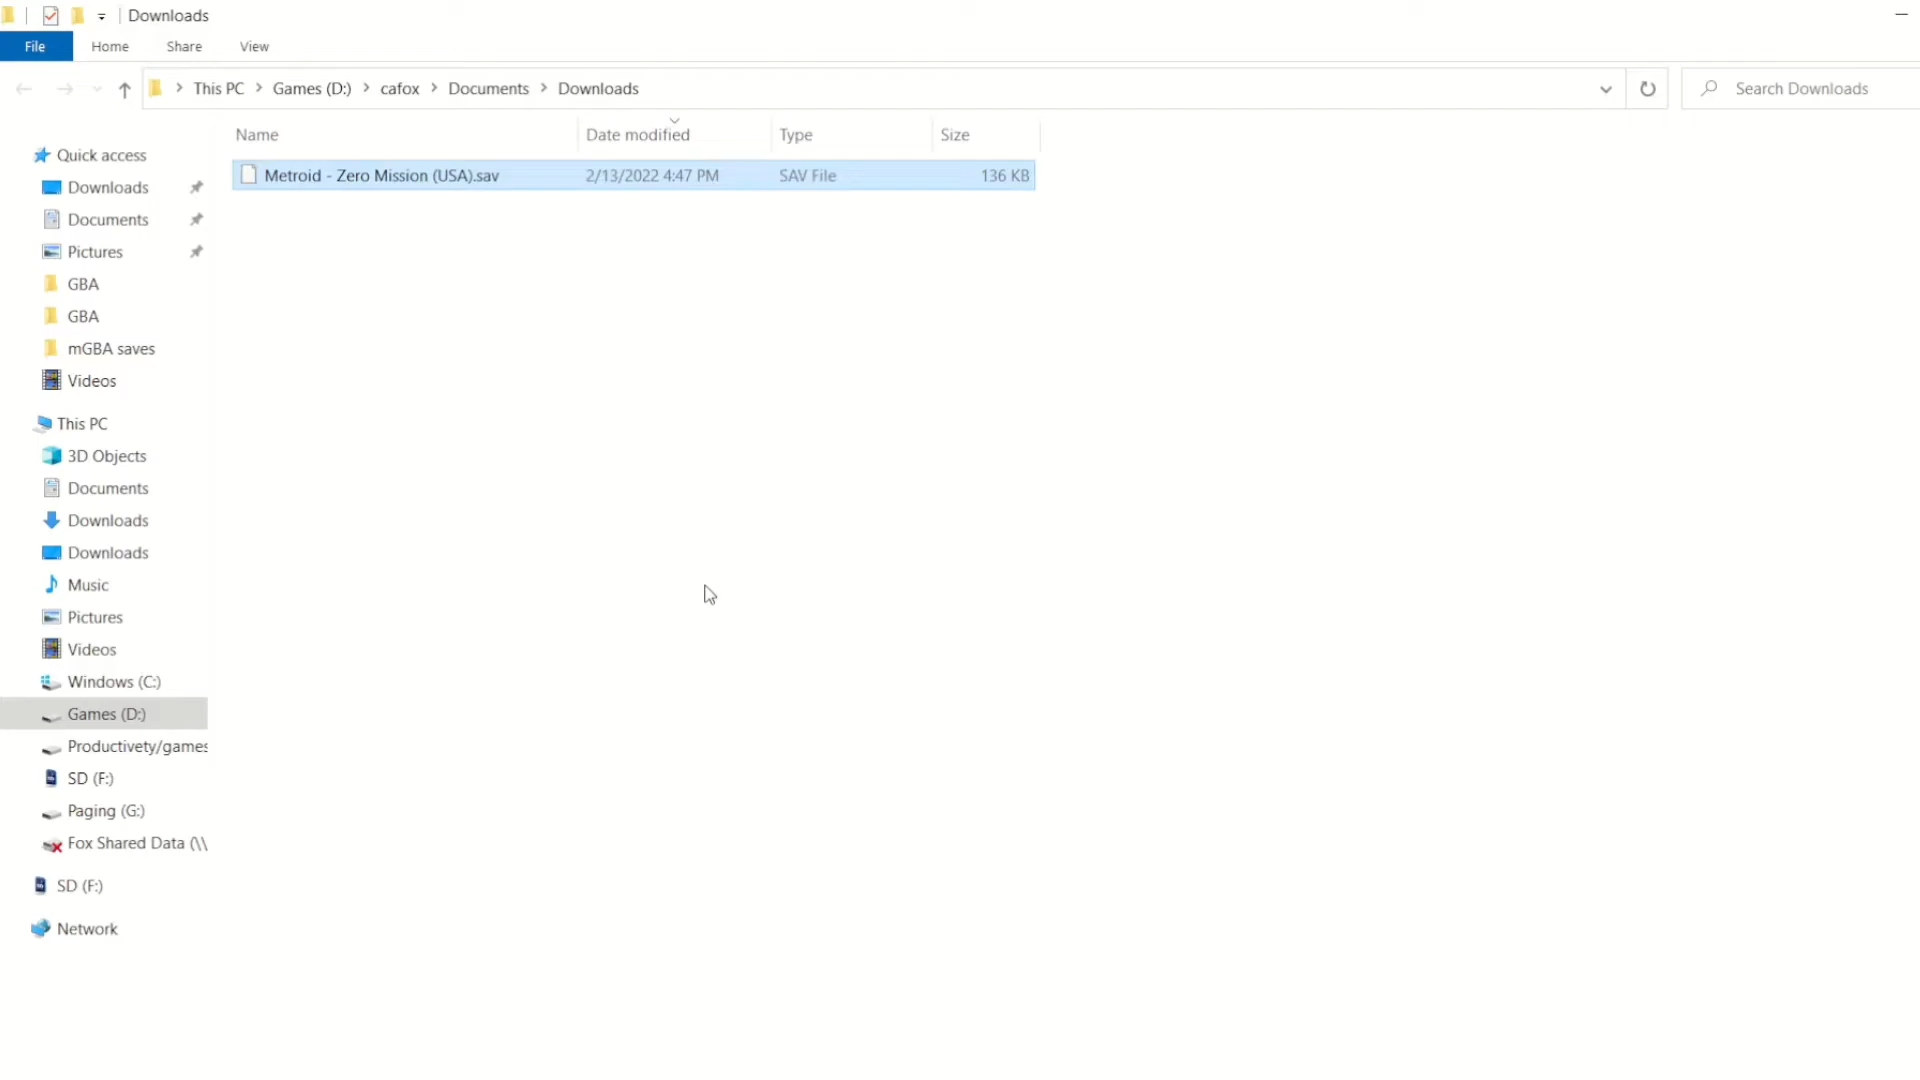 Downloads
File Home Share View
This PC Games (D:) cafox Documents Downloads
Search Downloads
Name Date modified Type Size
Metroid - Zero Mission (USA).sav 2/13/2022 4:47 PM SAV File 136 KB
Quick access
Downloads
Documents
Pictures
GBA
GBA
mGBA saves
Videos
This PC
3D Objects
Documents
Downloads
Downloads
Music
Pictures
Videos
Windows (C:)
Games (D:)
Productivety/games
SD (F:)
Paging (G:)
Fox Shared Data (\\
SD (F:)
Network